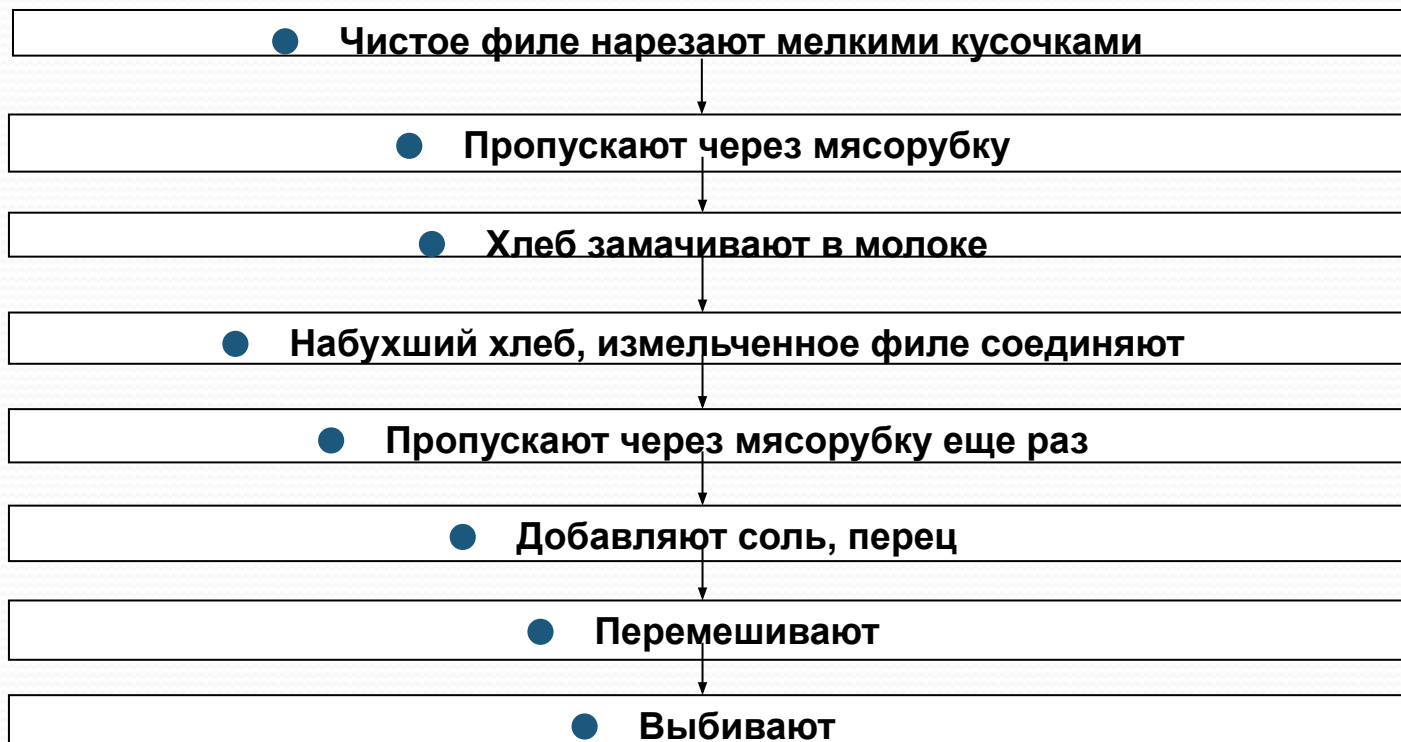 Чистое филе нарезают мелкими кусочками
Пропускают через мясорубку
Хлеб замачивают в молоке
Набухший хлеб, измельченное филе соединяют
Пропускают через мясорубку еще раз
Добавляют соль, перец
Перемешивают
Выбивают